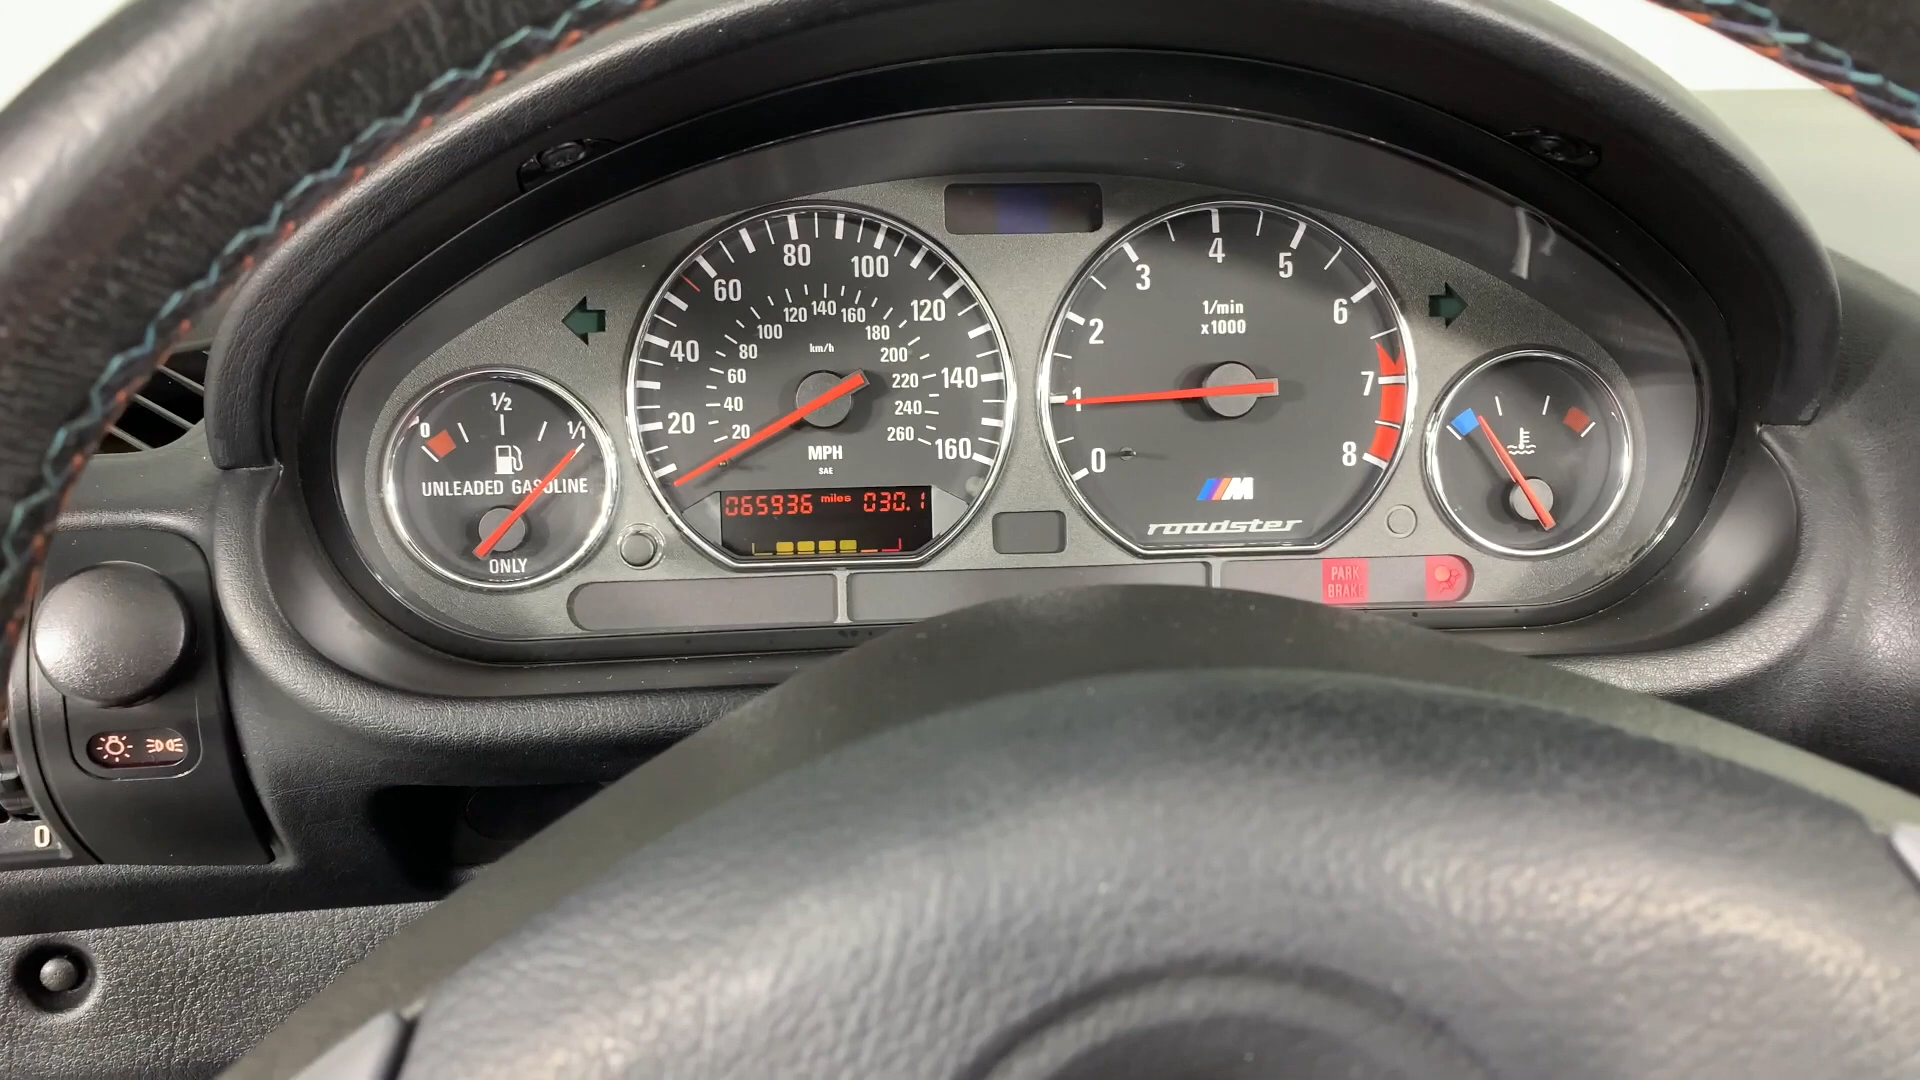 0
1/2
1/1
UNLEADED GASOLINE
ONLY
20
40
60
80
100
120
140
160
20
40
60
80
100
120
140
160
180
200
220
240
260
km/h
MPH
SAE
065936 miles 030.1
0
1
2
3
4
5
6
7
8
1/min
x1000
M
roadster
PARK
BRAKE
0